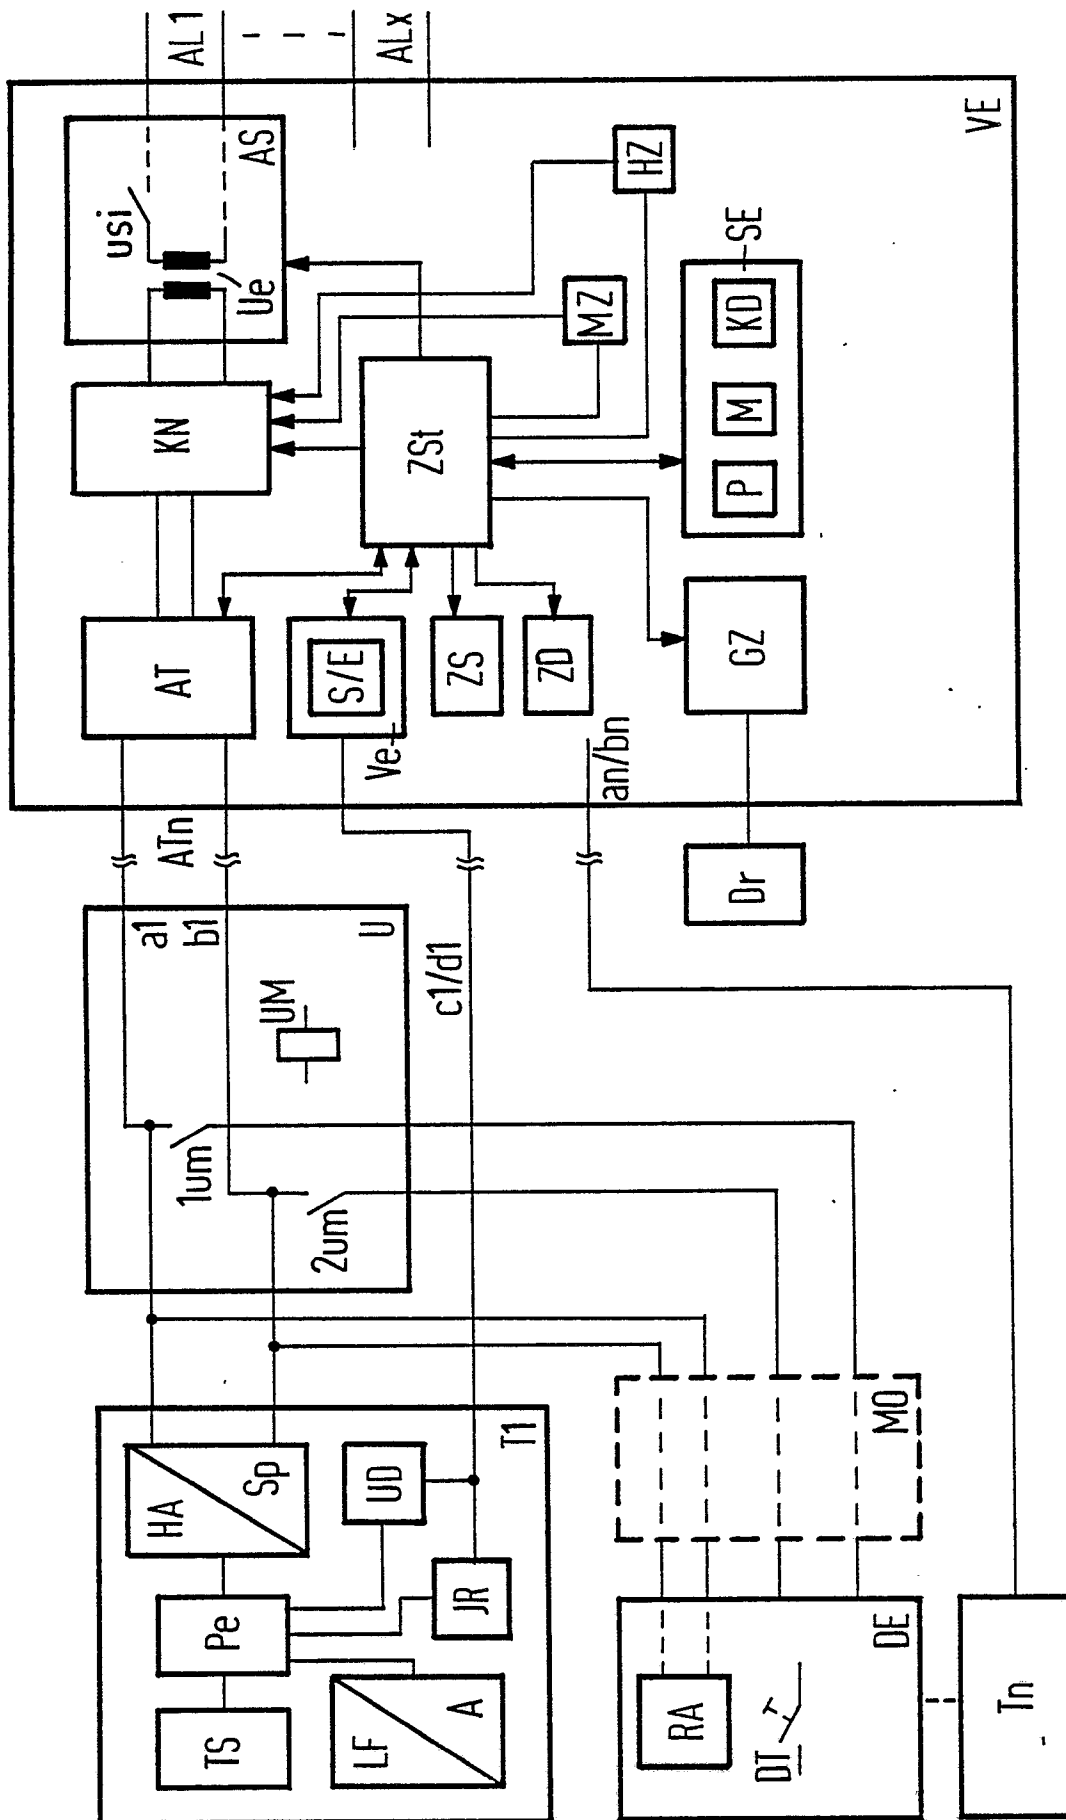 AL1
ALx
VE
AS
usi
Ue
HZ
MZ
SE
KD
M
P
KN
ZSt
AT
S/E
Ve
ZS
ZD
GZ
an/bn
ATn
Dr
a1
b1
U
UM
c1/d1
1um
2um
T1
HA
Sp
UD
JR
Pe
TS
LF
A
MO
DE
RA
DT
Tn